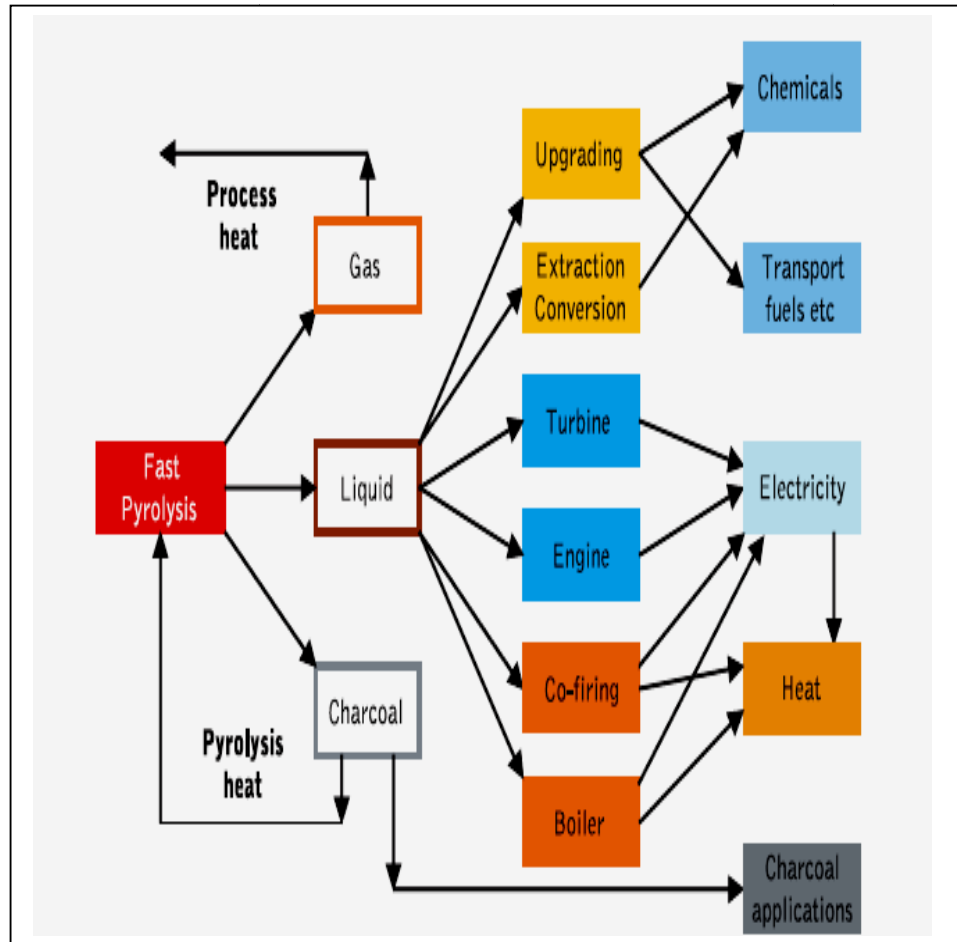 Chemicals
Upgrading
Process
heat
Gas
Extraction
Conversion
Transport
fuels etc
Turbine
Fast
Pyrolysis
Liquid
Electricity
Engine
Co-firing
Heat
Charcoal
Pyrolysis
heat
Boiler
Charcoal
applications